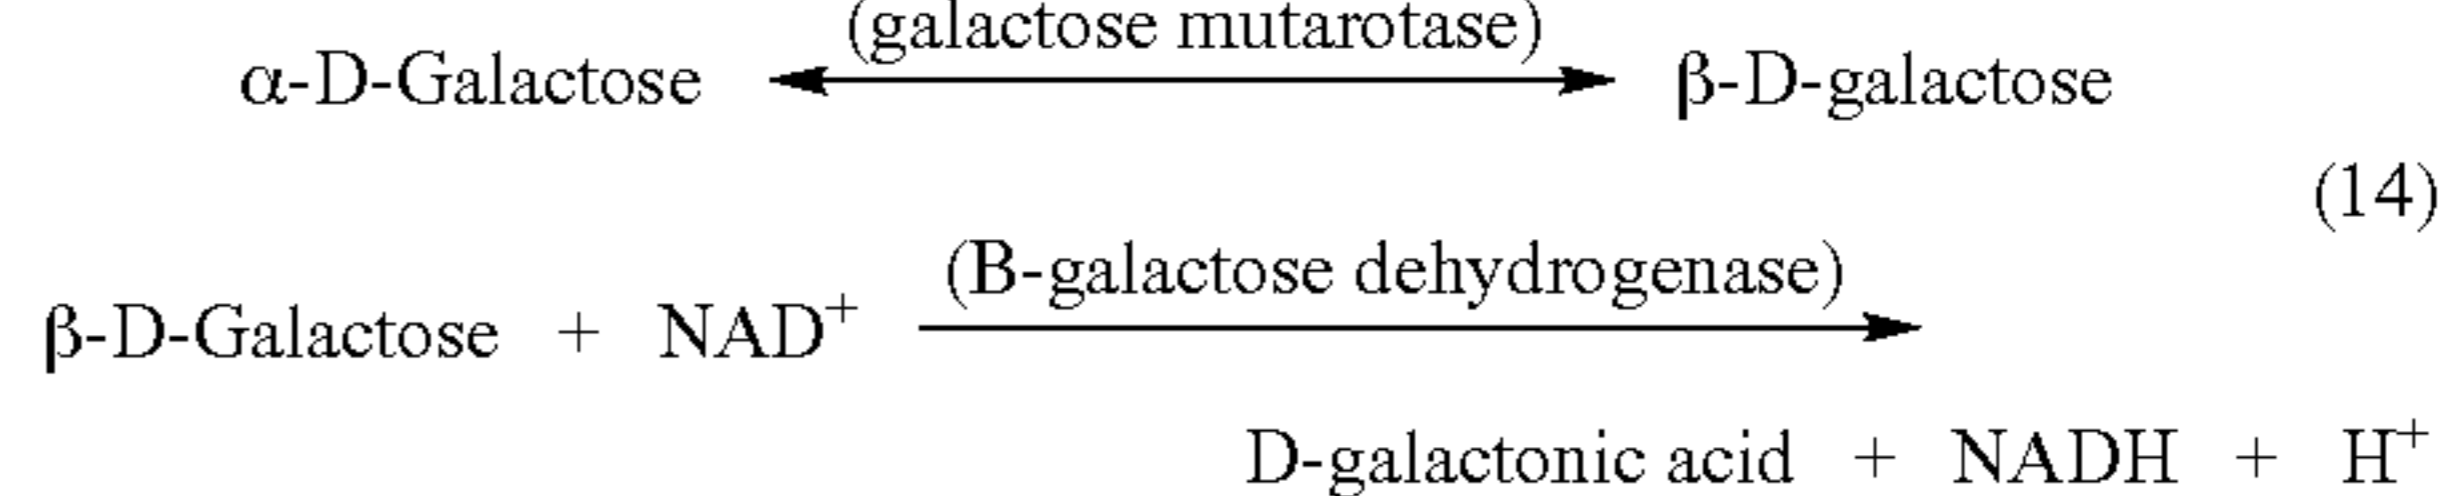 (galactose mutarotase)
α-D-Galactose ⟷ β-D-galactose
(14)
(B-galactose dehydrogenase)
β-D-Galactose + NAD⁺ ⟶
D-galactonic acid + NADH + H⁺